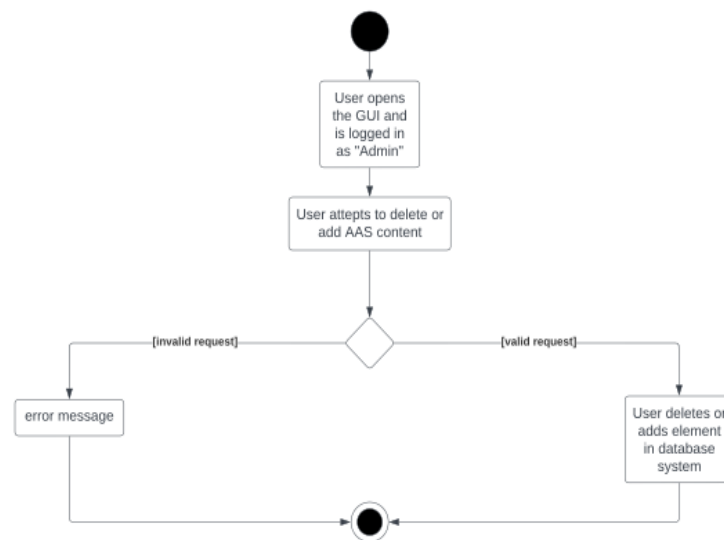 User opens
the GUI and
is logged in
as "Admin"
User attepts to delete or
add AAS content
[invalid request]
[valid request]
error message
User deletes or
adds element
in database
system